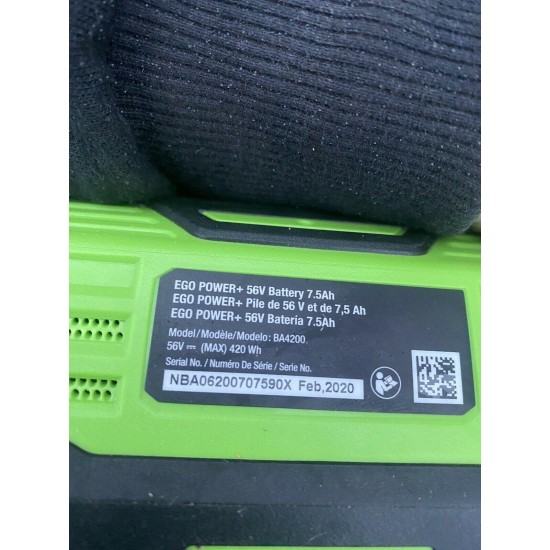 EGO POWER+ 56V Battery 7.5Ah
EGO POWER+ Pile de 56 V et de 7,5 Ah
EGO POWER+ 56V Batería 7.5Ah
Model/Modèle/Modelo: BA4200
56V⎓ (MAX) 420 Wh
Serial No. / Numéro De Série / Serie No.
NBA06200707590X Feb,2020